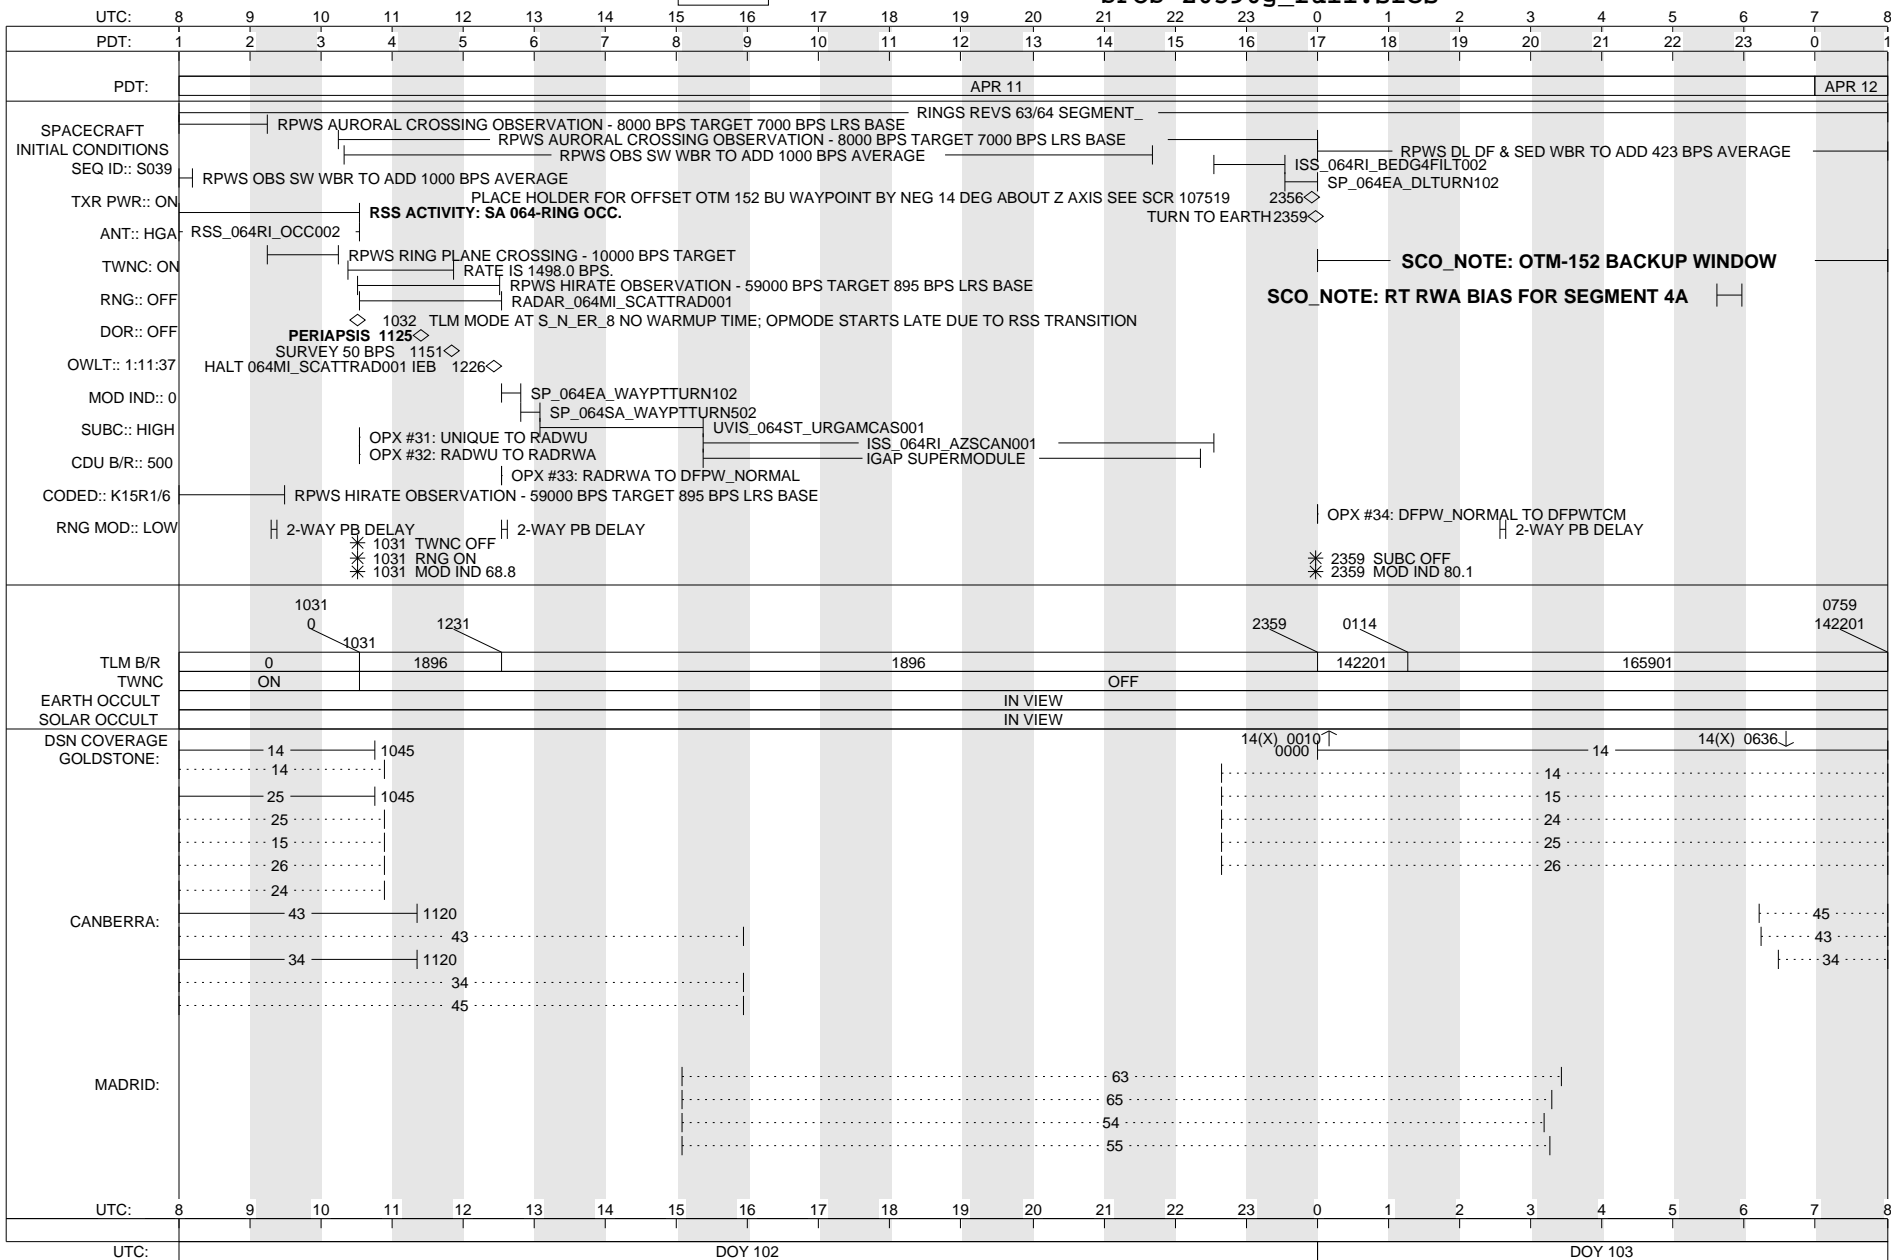 UTC: 8 9 10 11 12 13 14 15 16 17 18 19 20 21 22 23 0 1 2 3 4 5 6 7 8
PDT: 1 2 3 4 5 6 7 8 9 10 11 12 13 14 15 16 17 18 19 20 21 22 23 0 1
PDT: APR 11 APR 12
RINGS REVS 63/64 SEGMENT_
SPACECRAFT
INITIAL CONDITIONS
RPWS AURORAL CROSSING OBSERVATION - 8000 BPS TARGET 7000 BPS LRS BASE
RPWS AURORAL CROSSING OBSERVATION - 8000 BPS TARGET 7000 BPS LRS BASE
RPWS OBS SW WBR TO ADD 1000 BPS AVERAGE
RPWS DL DF & SED WBR TO ADD 423 BPS AVERAGE
SEQ ID:: S039
ISS_064RI_BEDG4FILT002
RPWS OBS SW WBR TO ADD 1000 BPS AVERAGE
SP_064EA_DLTURN102
TXR PWR:: ON
PLACE HOLDER FOR OFFSET OTM 152 BU WAYPOINT BY NEG 14 DEG ABOUT Z AXIS SEE SCR 107519 2356
RSS ACTIVITY: SA 064-RING OCC.
TURN TO EARTH 2359
ANT:: HGA
RSS_064RI_OCC002
RPWS RING PLANE CROSSING - 10000 BPS TARGET
TWNC: ON
RATE IS 1498.0 BPS.
SCO_NOTE: OTM-152 BACKUP WINDOW
RPWS HIRATE OBSERVATION - 59000 BPS TARGET 895 BPS LRS BASE
RNG:: OFF
RADAR_064MI_SCATTRAD001
SCO_NOTE: RT RWA BIAS FOR SEGMENT 4A
1032 TLM MODE AT S_N_ER_8 NO WARMUP TIME; OPMODE STARTS LATE DUE TO RSS TRANSITION
DOR:: OFF
PERIAPSIS 1125
SURVEY 50 BPS 1151
OWLT:: 1:11:37
HALT 064MI_SCATTRAD001 IEB 1226
MOD IND:: 0
SP_064EA_WAYPTTURN102
SP_064SA_WAYPTTURN502
SUBC:: HIGH
UVIS_064ST_URGAMCAS001
OPX #31: UNIQUE TO RADWU
ISS_064RI_AZSCAN001
OPX #32: RADWU TO RADRWA
IGAP SUPERMODULE
CDU B/R:: 500
OPX #33: RADRWA TO DFPW_NORMAL
CODED:: K15R1/6
RPWS HIRATE OBSERVATION - 59000 BPS TARGET 895 BPS LRS BASE
OPX #34: DFPW_NORMAL TO DFPWTCM
RNG MOD:: LOW
2-WAY PB DELAY 2-WAY PB DELAY 2-WAY PB DELAY
1031 TWNC OFF
1031 RNG ON 2359 SUBC OFF
1031 MOD IND 68.8 2359 MOD IND 80.1
1031 0759
0 1231 2359 0114 142201
1031
TLM B/R 0 1896 1896 142201 165901
TWNC ON OFF
EARTH OCCULT IN VIEW
SOLAR OCCULT IN VIEW
DSN COVERAGE 14(X) 0010 14(X) 0636
GOLDSTONE: 14 1045 0000 14
14 14
25 1045 15
25 24
15 25
26 26
24
CANBERRA: 43 1120 45
43 43
34 1120 34
34
45
MADRID: 63
65
54
55
UTC: 8 9 10 11 12 13 14 15 16 17 18 19 20 21 22 23 0 1 2 3 4 5 6 7 8
UTC: DOY 102 DOY 103